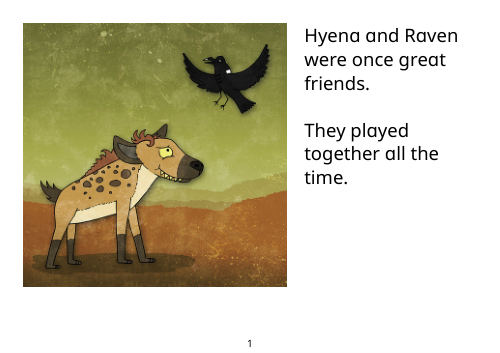 Hyena and Raven
were once great
friends.
They played
together all the
time.
1